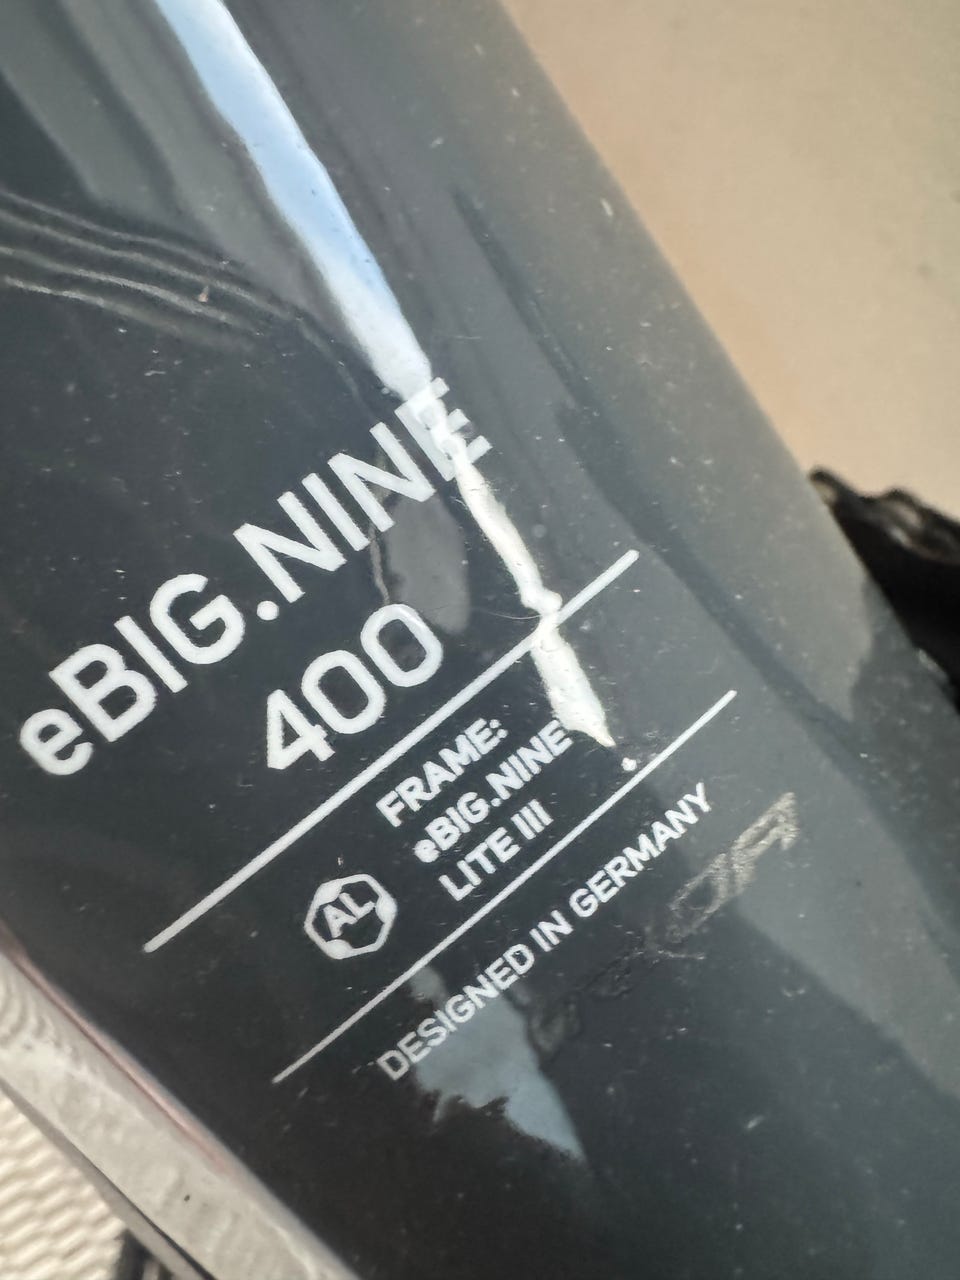 eBIG.NINE
400
FRAME:
eBIG.NINE
LITE III
AL
DESIGNED IN GERMANY